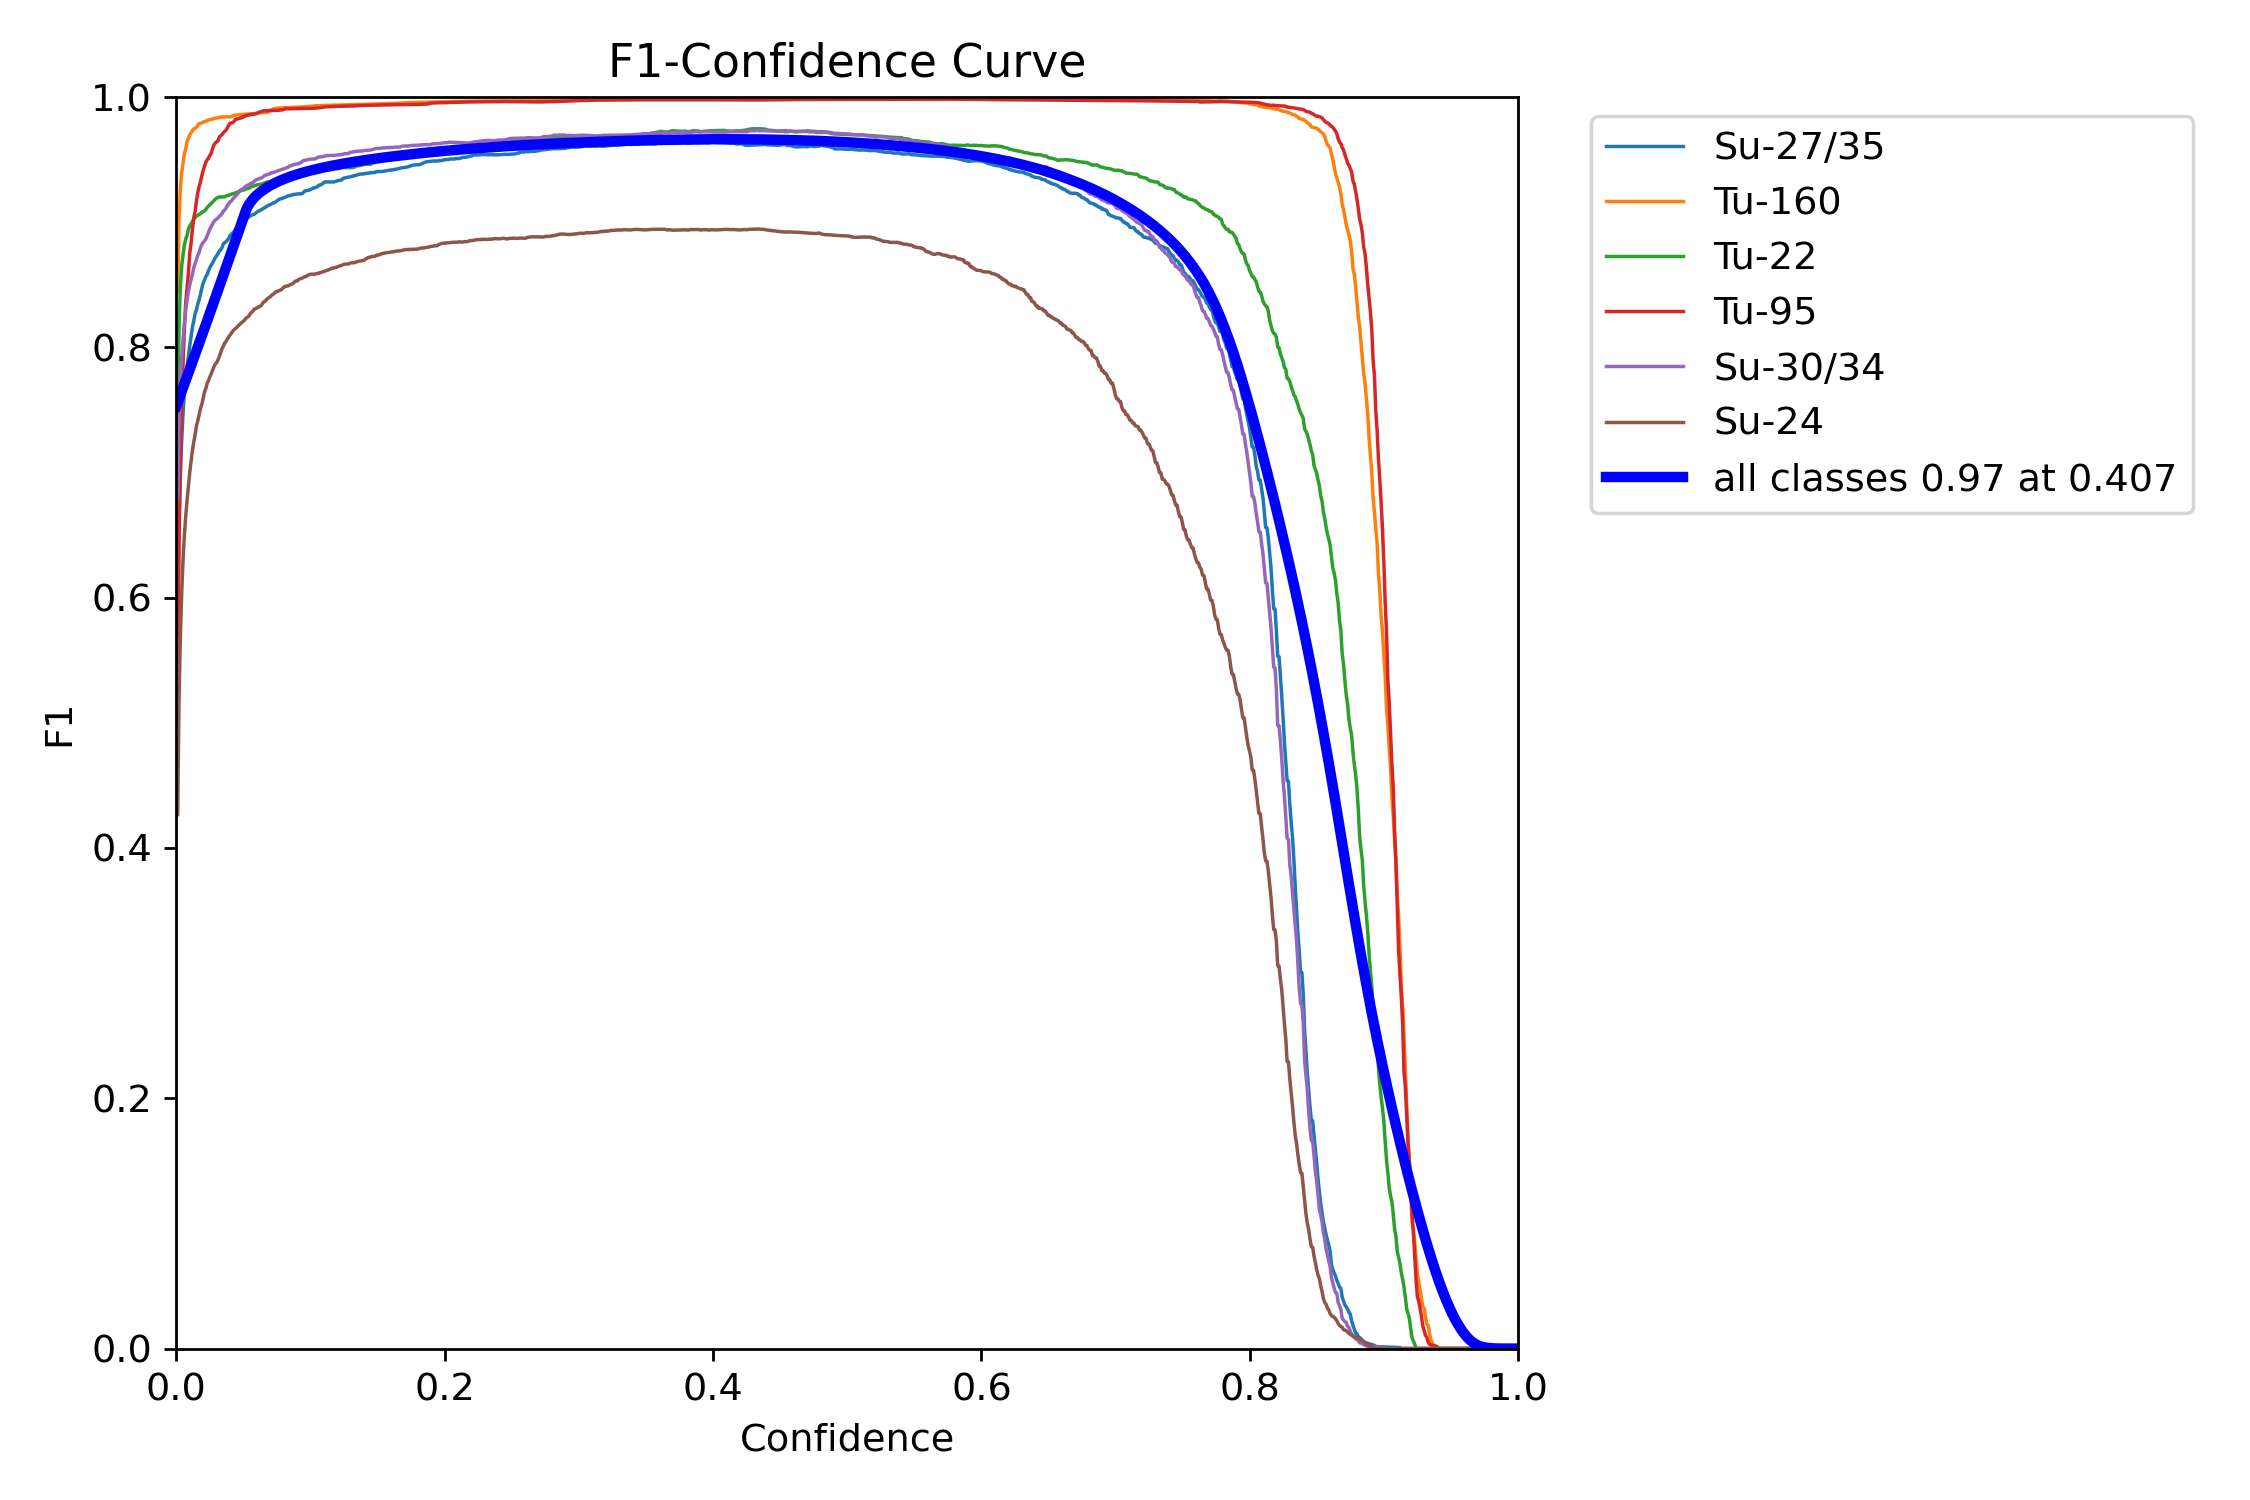 F1-Confidence Curve
1.0
0.8
0.6
0.4
0.2
0.0
F1
0.0 0.2 0.4 0.6 0.8 1.0
Confidence
Su-27/35
Tu-160
Tu-22
Tu-95
Su-30/34
Su-24
all classes 0.97 at 0.407